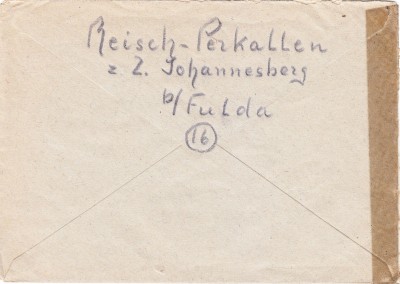 Reisch-Perkallen
z. Z. Johannesberg
b/Fulda
16